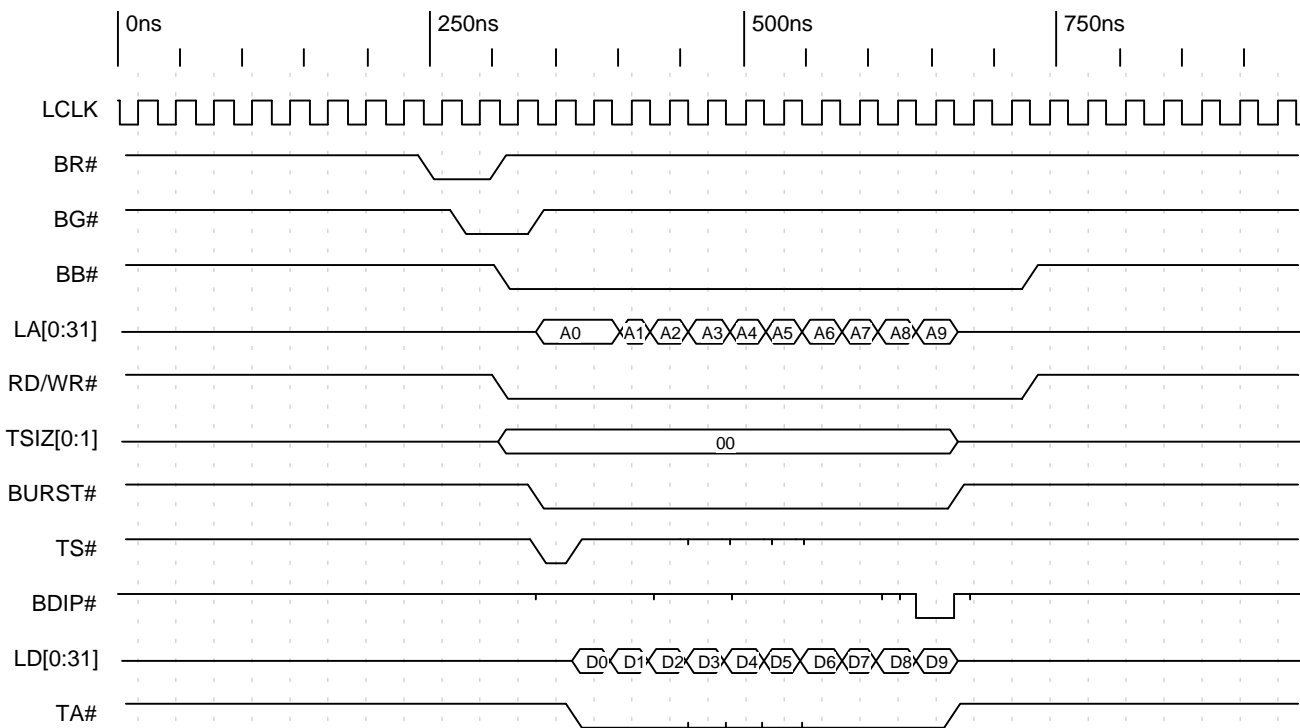 0ns 250ns 500ns 750ns
LCLK
BR#
BG#
BB#
LA[0:31] A0 A1 A2 A3 A4 A5 A6 A7 A8 A9
RD/WR#
TSIZ[0:1] 00
BURST#
TS#
BDIP#
LD[0:31] D0 D1 D2 D3 D4 D5 D6 D7 D8 D9
TA#